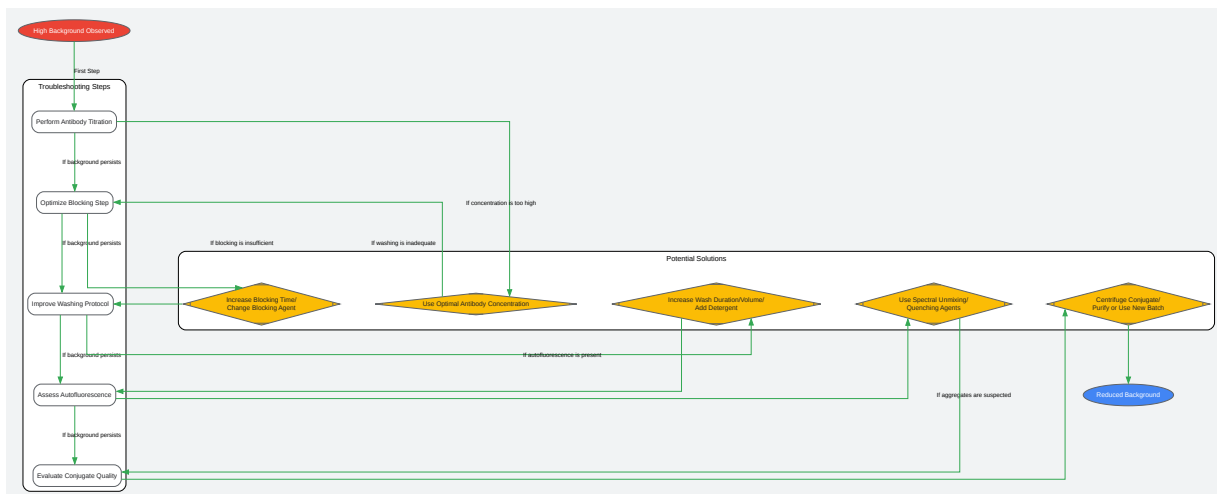 High Background Observed
First Step
Troubleshooting Steps
Perform Antibody Titration
If background persists
Optimize Blocking Step
If concentration is too high
If background persists
If blocking is insufficient
If washing is inadequate
Potential Solutions
Improve Washing Protocol
Increase Blocking Time/
Change Blocking Agent
Use Optimal Antibody Concentration
Increase Wash Duration/Volume/
Add Detergent
Use Spectral Unmixing/
Quenching Agents
Centrifuge Conjugate/
Purify or Use New Batch
If background persists
If autofluorescence is present
Assess Autofluorescence
If aggregates are suspected
Reduced Background
If background persists
Evaluate Conjugate Quality